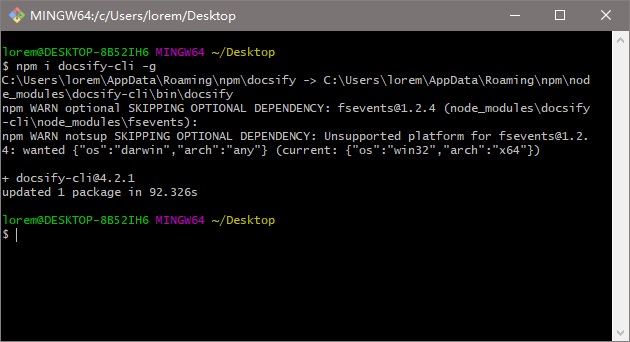 MINGW64:/c/Users/lorem/Desktop
lorem@DESKTOP-8B52IH6 MINGW64 ~/Desktop
$ npm i docsify-cli -g
C:\Users\lorem\AppData\Roaming\npm\docsify -> C:\Users\lorem\AppData\Roaming\npm\nod
e_modules\docsify-cli\bin\docsify
npm WARN optional SKIPPING OPTIONAL DEPENDENCY: fsevents@1.2.4 (node_modules\docsify
-cli\node_modules\fsevents):
npm WARN notsup SKIPPING OPTIONAL DEPENDENCY: Unsupported platform for fsevents@1.2.
4: wanted {"os":"darwin","arch":"any"} (current: {"os":"win32","arch":"x64"})
+ docsify-cli@4.2.1
updated 1 package in 92.326s
lorem@DESKTOP-8B52IH6 MINGW64 ~/Desktop
$